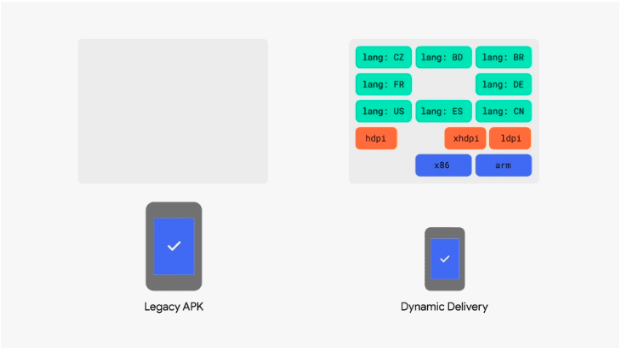 lang: CZ lang: BD lang: BR
lang: FR lang: DE
lang: US lang: ES lang: CN
hdpi xhdpi ldpi
x86 arm
Legacy APK Dynamic Delivery